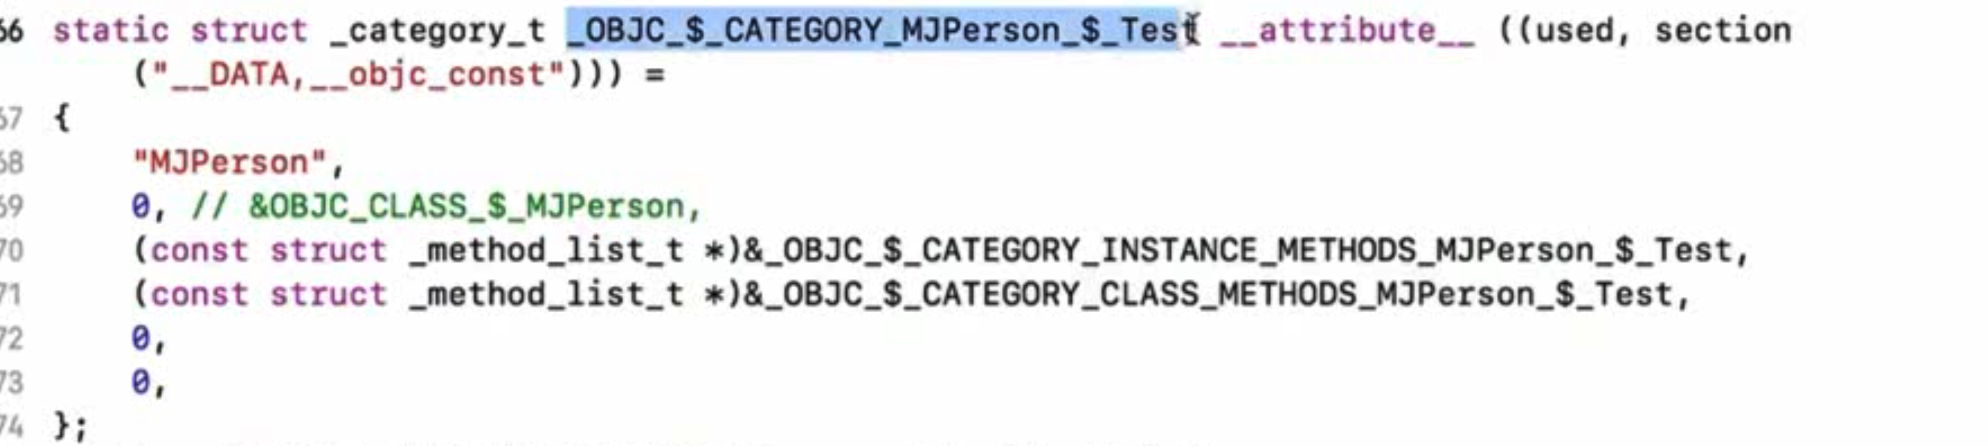 66 static struct _category_t _OBJC_$_CATEGORY_MJPerson_$_Test __attribute__ ((used, section
("__DATA,__objc_const"))) =
67 {
68 "MJPerson",
69 0, // &OBJC_CLASS_$_MJPerson,
70 (const struct _method_list_t *)&_OBJC_$_CATEGORY_INSTANCE_METHODS_MJPerson_$_Test,
71 (const struct _method_list_t *)&_OBJC_$_CATEGORY_CLASS_METHODS_MJPerson_$_Test,
72 0,
73 0,
74 };